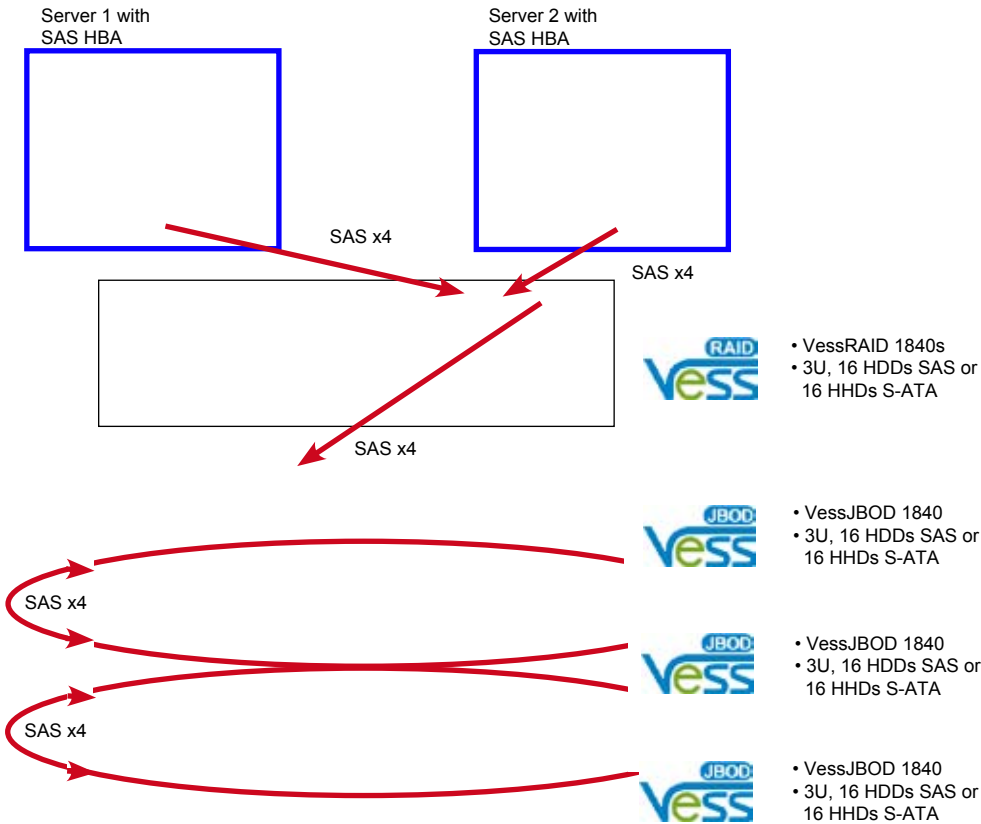 Server 1 with
SAS HBA
Server 2 with
SAS HBA
SAS x4
SAS x4
RAID
Vess
• VessRAID 1840s
• 3U, 16 HDDs SAS or
16 HHDs S-ATA
SAS x4
JBOD
Vess
• VessJBOD 1840
• 3U, 16 HDDs SAS or
16 HHDs S-ATA
SAS x4
JBOD
Vess
• VessJBOD 1840
• 3U, 16 HDDs SAS or
16 HHDs S-ATA
SAS x4
JBOD
Vess
• VessJBOD 1840
• 3U, 16 HDDs SAS or
16 HHDs S-ATA